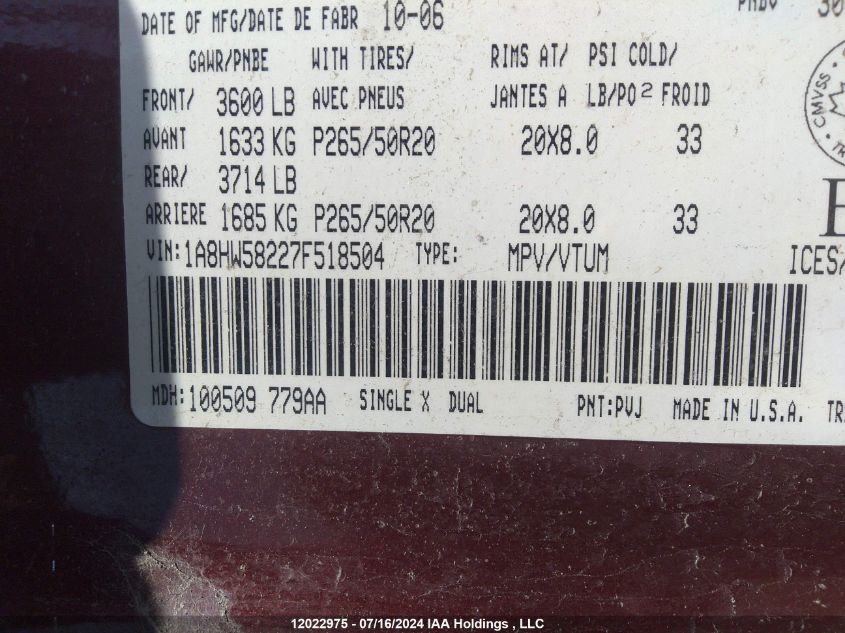 DATE OF MFG/DATE DE FABR 10-06
GAWR/PNBE WITH TIRES/ RIMS AT/ PSI COLD/
FRONT/ 3600 LB AVEC PNEUS JANTES A LB/PO2 FROID
AVANT 1633 KG P265/50R20 20X8.0 33
REAR/ 3714 LB
ARRIERE 1685 KG P265/50R20 20X8.0 33
VIN:1A8HW58227F518504 TYPE: MPV/VTUM ICES/
MDH:100509 779AA SINGLE X DUAL PNT:PVJ MADE IN U.S.A.
CMVSS
12022975 - 07/16/2024 IAA Holdings , LLC